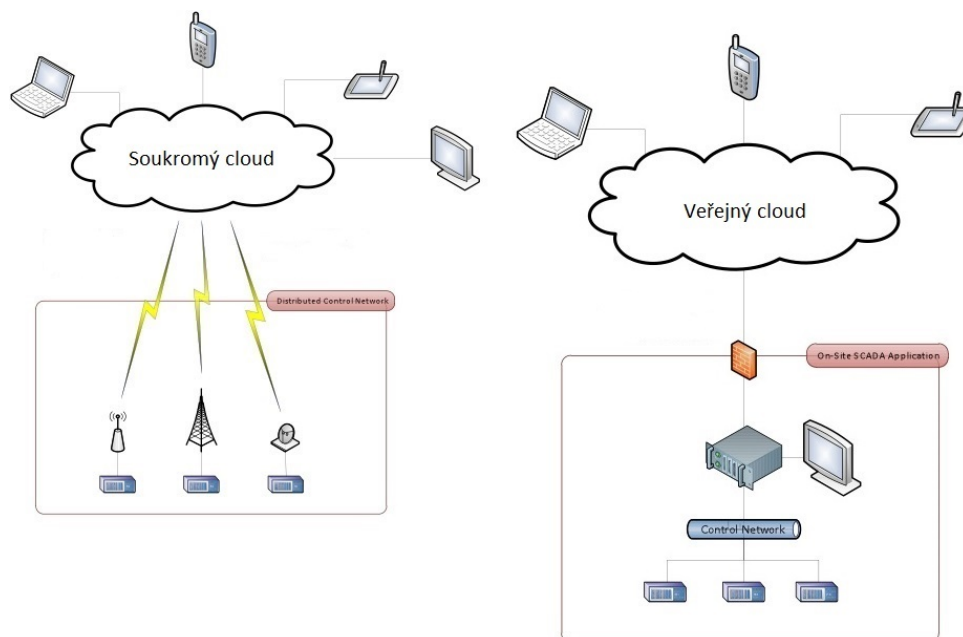 Soukromý cloud
Distributed Control Network
Veřejný cloud
On-Site SCADA Application
Control Network